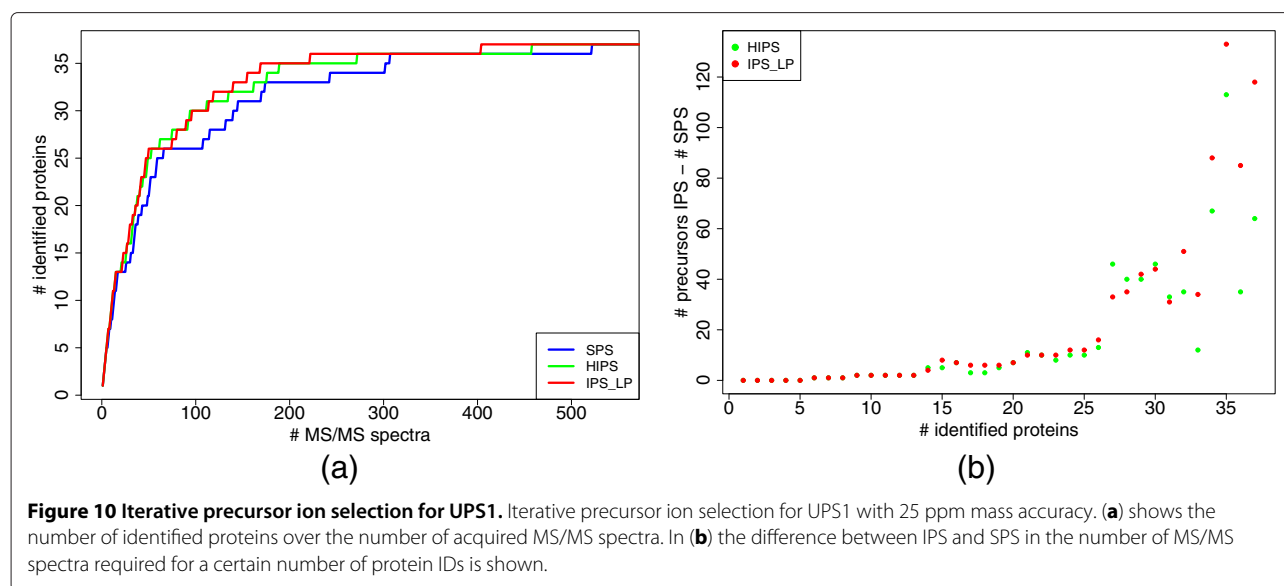 # identified proteins
0 5 10 15 20 25 30 35
0 100 200 300 400 500
# MS/MS spectra
SPS
HIPS
IPS_LP
(a)
HIPS
IPS_LP
# precursors IPS – # SPS
0 20 40 60 80 100 120
0 5 10 15 20 25 30 35
# identified proteins
(b)
Figure 10 Iterative precursor ion selection for UPS1. Iterative precursor ion selection for UPS1 with 25 ppm mass accuracy. (a) shows the
number of identified proteins over the number of acquired MS/MS spectra. In (b) the difference between IPS and SPS in the number of MS/MS
spectra required for a certain number of protein IDs is shown.